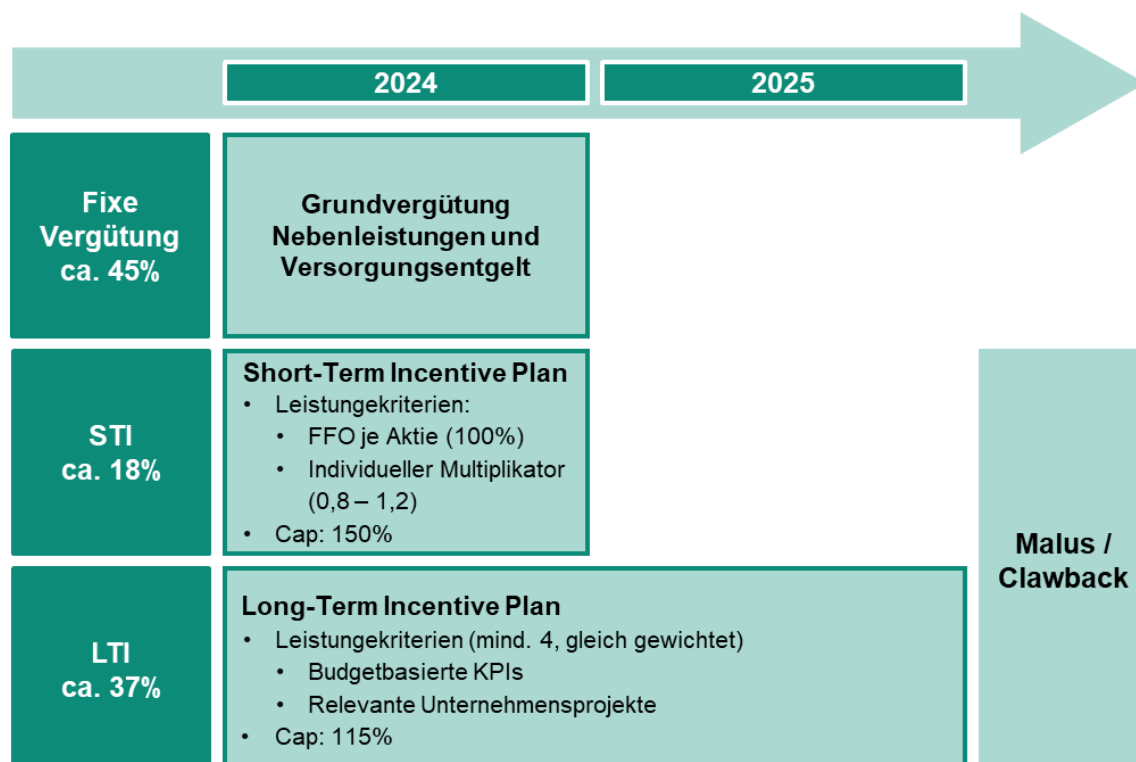 2024
2025
Fixe
Vergütung
ca. 45%
Grundvergütung
Nebenleistungen und
Versorgungsentgelt
STI
ca. 18%
Short-Term Incentive Plan
• Leistungekriterien:
• FFO je Aktie (100%)
• Individueller Multiplikator
(0,8 – 1,2)
• Cap: 150%
LTI
ca. 37%
Long-Term Incentive Plan
• Leistungekriterien (mind. 4, gleich gewichtet)
• Budgetbasierte KPIs
• Relevante Unternehmensprojekte
• Cap: 115%
Malus /
Clawback